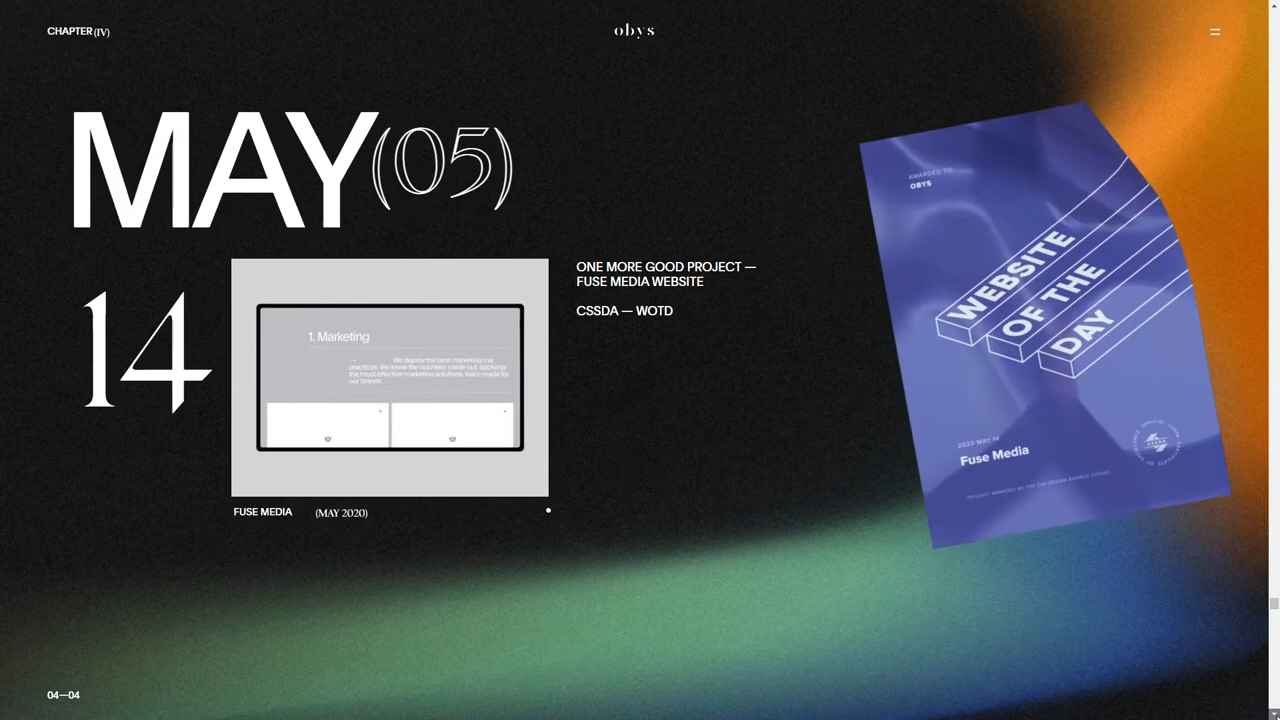 CHAPTER (IV)
obys
MAY (05)
14
1. Marketing
We deploy the best marketing mix
practices. We know the business inside out, applying
the most effective marketing solutions, tailor-made for
our brands.
FUSE MEDIA (MAY 2020)
ONE MORE GOOD PROJECT —
FUSE MEDIA WEBSITE
CSSDA — WOTD
AWARDED TO
OBYS
WEBSITE
OF THE
DAY
2020 MAY 14
Fuse Media
04—04